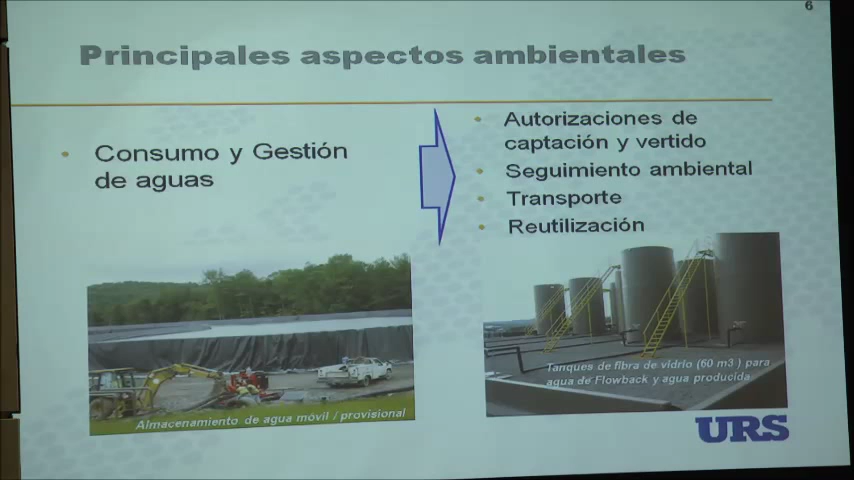 6
Principales aspectos ambientales
• Consumo y Gestión
de aguas
• Autorizaciones de
captación y vertido
• Seguimiento ambiental
• Transporte
• Reutilización
Almacenamiento de agua móvil / provisional
Tanques de fibra de vidrio (60 m3 ) para
agua de Flowback y agua producida
URS